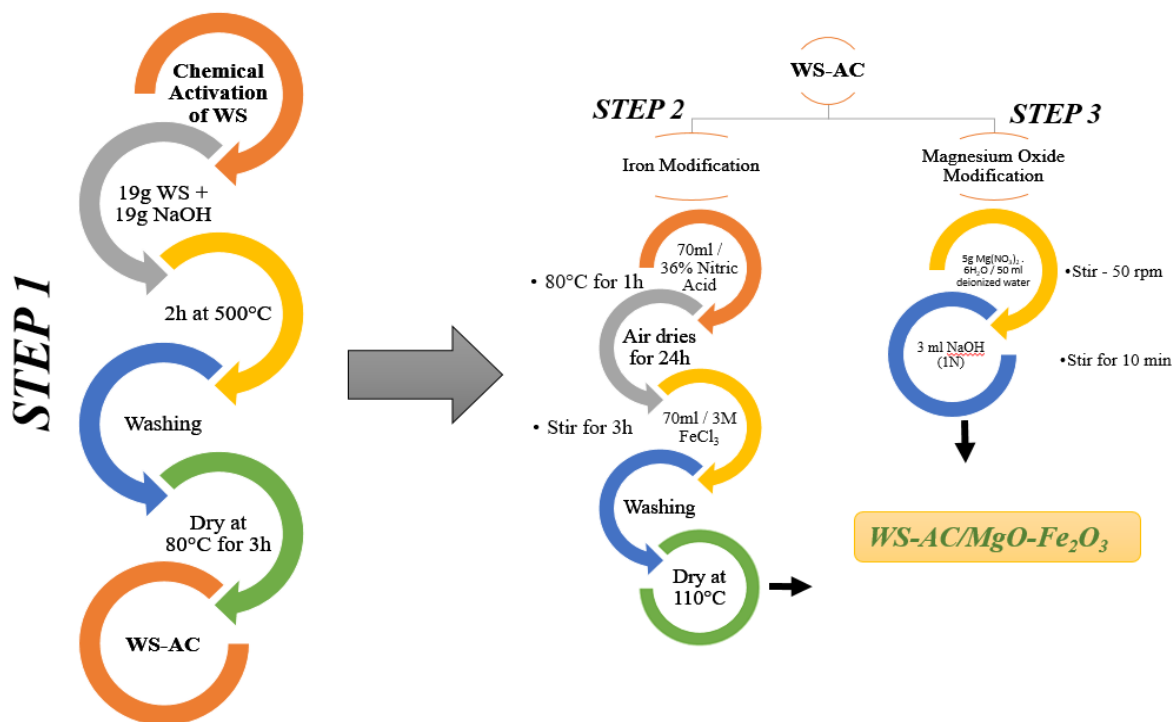 STEP 1
Chemical
Activation
of WS
19g WS +
19g NaOH
2h at 500°C
Washing
Dry at
80°C for 3h
WS-AC
WS-AC
STEP 2
Iron Modification
70ml /
36% Nitric
Acid
• 80°C for 1h
Air dries
for 24h
70ml / 3M
FeCl₃
• Stir for 3h
Washing
Dry at
110°C
STEP 3
Magnesium Oxide
Modification
5g Mg(NO₃)₂ .
6H₂O / 50 ml
deionized water
•Stir - 50 rpm
3 ml NaOH
(1N)
•Stir for 10 min
WS-AC/MgO-Fe₂O₃